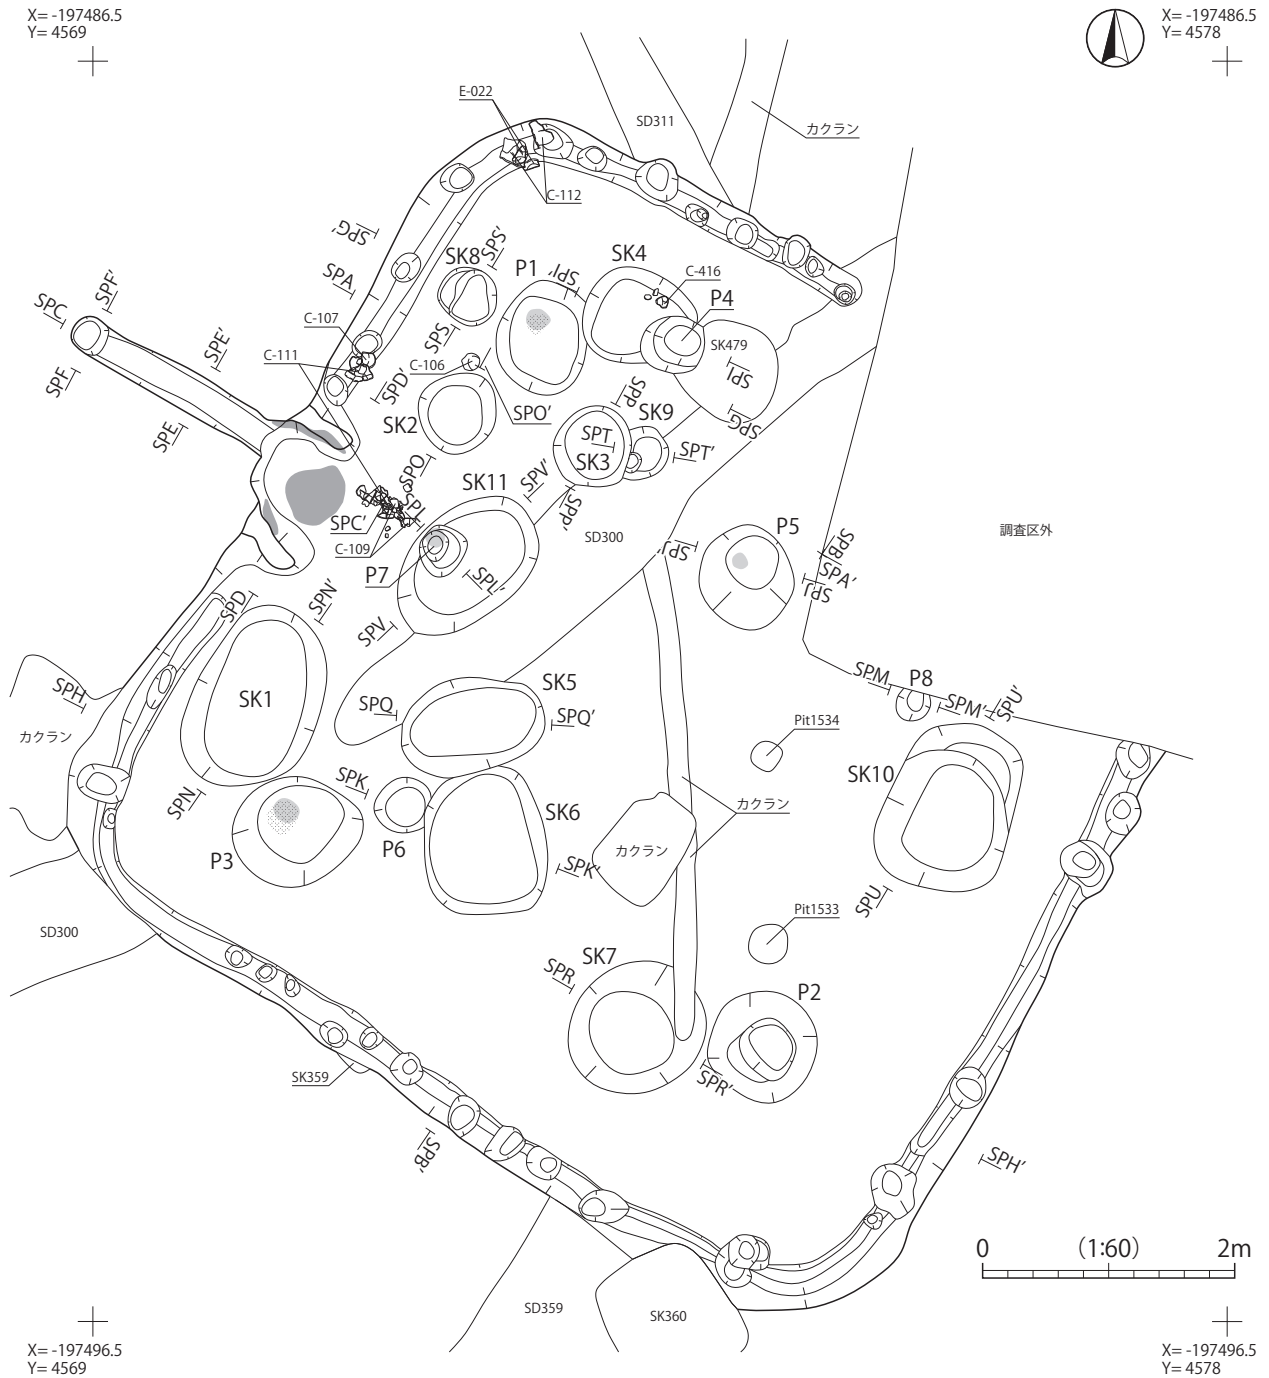 X= -197486.5
Y= 4569
X= -197486.5
Y= 4578
E-022
SD311
カクラン
C-112
SPG'
SPA
SK8
SPS'
P1
SPI'
SK4
C-416
P4
SPC
SPF'
SPE'
C-107
C-111
SPS
C-106
SPD'
SK479
SPI
SPF
SPE
SK2
SPO'
SPP
SK9
SPG
SPT
SPT'
SK3
SPO
SPL
SPV'
SK11
SPP'
SPC'
C-109
SD300
P5
SPJ'
SPB
SPA'
SPJ
調査区外
P7
SPL'
SPD
SPN'
SPV
SPH
SK1
カクラン
SPQ
SK5
SPQ'
SPM
P8
SPM'
SPU'
Pit1534
SK10
SPN
SPK
P3
P6
SK6
カクラン
カクラン
SPK'
SPU
Pit1533
SD300
SPR
SK7
P2
SPR'
SK359
SPB'
SPH'
0 （1:60） 2m
SD359
SK360
X= -197496.5
Y= 4569
X= -197496.5
Y= 4578